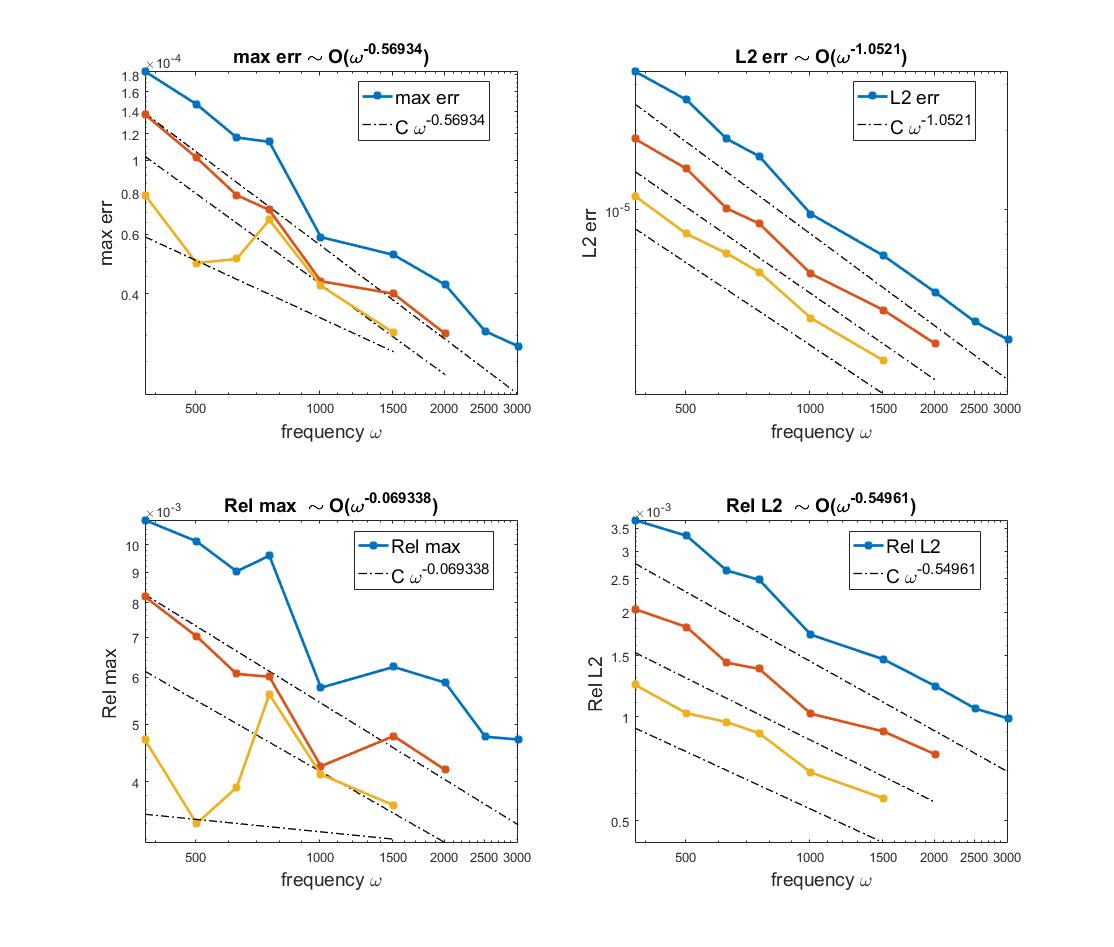 max err ∼ O(ω^-0.56934)
×10^-4
1.8
1.6
1.4
1.2
1
0.8
0.6
0.4
max err
500 1000 1500 2000 2500 3000
frequency ω
max err
C ω^-0.56934
L2 err ∼ O(ω^-1.0521)
10^-5
L2 err
500 1000 1500 2000 2500 3000
frequency ω
L2 err
C ω^-1.0521
Rel max ∼ O(ω^-0.069338)
×10^-3
10
9
8
7
6
5
4
Rel max
500 1000 1500 2000 2500 3000
frequency ω
Rel max
C ω^-0.069338
Rel L2 ∼ O(ω^-0.54961)
×10^-3
3.5
3
2.5
2
1.5
1
0.5
Rel L2
500 1000 1500 2000 2500 3000
frequency ω
Rel L2
C ω^-0.54961